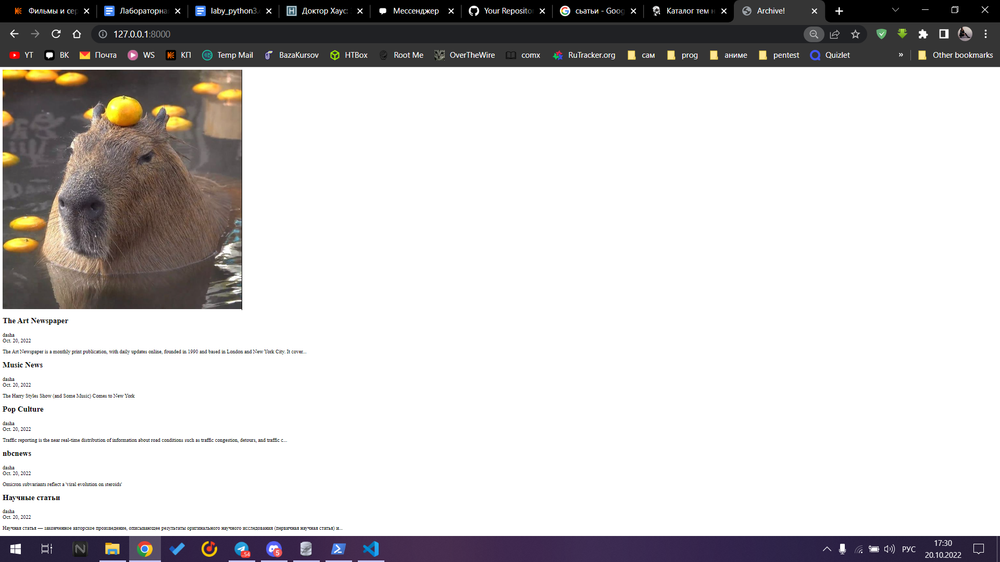 Фильмы и сер
Лабораторна
laby_python3.
Доктор Хаус:
Мессенджер
Your Reposito
сьатьи - Goog
Каталог тем н
Archive!
127.0.0.1:8000
YT
ВК
Почта
WS
КП
Temp Mail
BazaKursov
HTBox
Root Me
OverTheWire
comx
RuTracker.org
сам
prog
аниме
pentest
Quizlet
»
Other bookmarks
The Art Newspaper
dasha
Oct. 20, 2022
The Art Newspaper is a monthly print publication, with daily updates online, founded in 1990 and based in London and New York City. It cover...
Music News
dasha
Oct. 20, 2022
The Harry Styles Show (and Some Music) Comes to New York
Pop Culture
dasha
Oct. 20, 2022
Traffic reporting is the near real-time distribution of information about road conditions such as traffic congestion, detours, and traffic c...
nbcnews
dasha
Oct. 20, 2022
Omicron subvariants reflect a 'viral evolution on steroids'
Научные статьи
dasha
Oct. 20, 2022
Научная статья — законченное авторское произведение, описывающее результаты оригинального научного исследования (первичная научная статья) и...
..54
5
РУС
17:30
20.10.2022